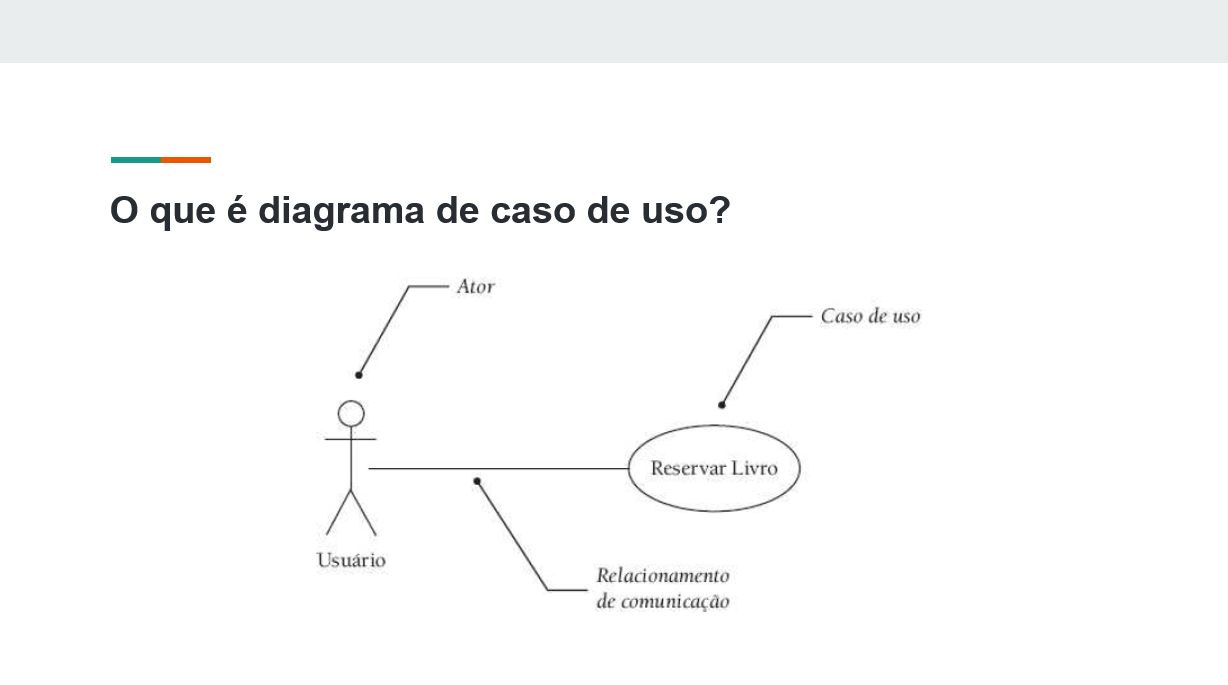 O que é diagrama de caso de uso?
Ator
Caso de uso
Reservar Livro
Usuário
Relacionamento
de comunicação